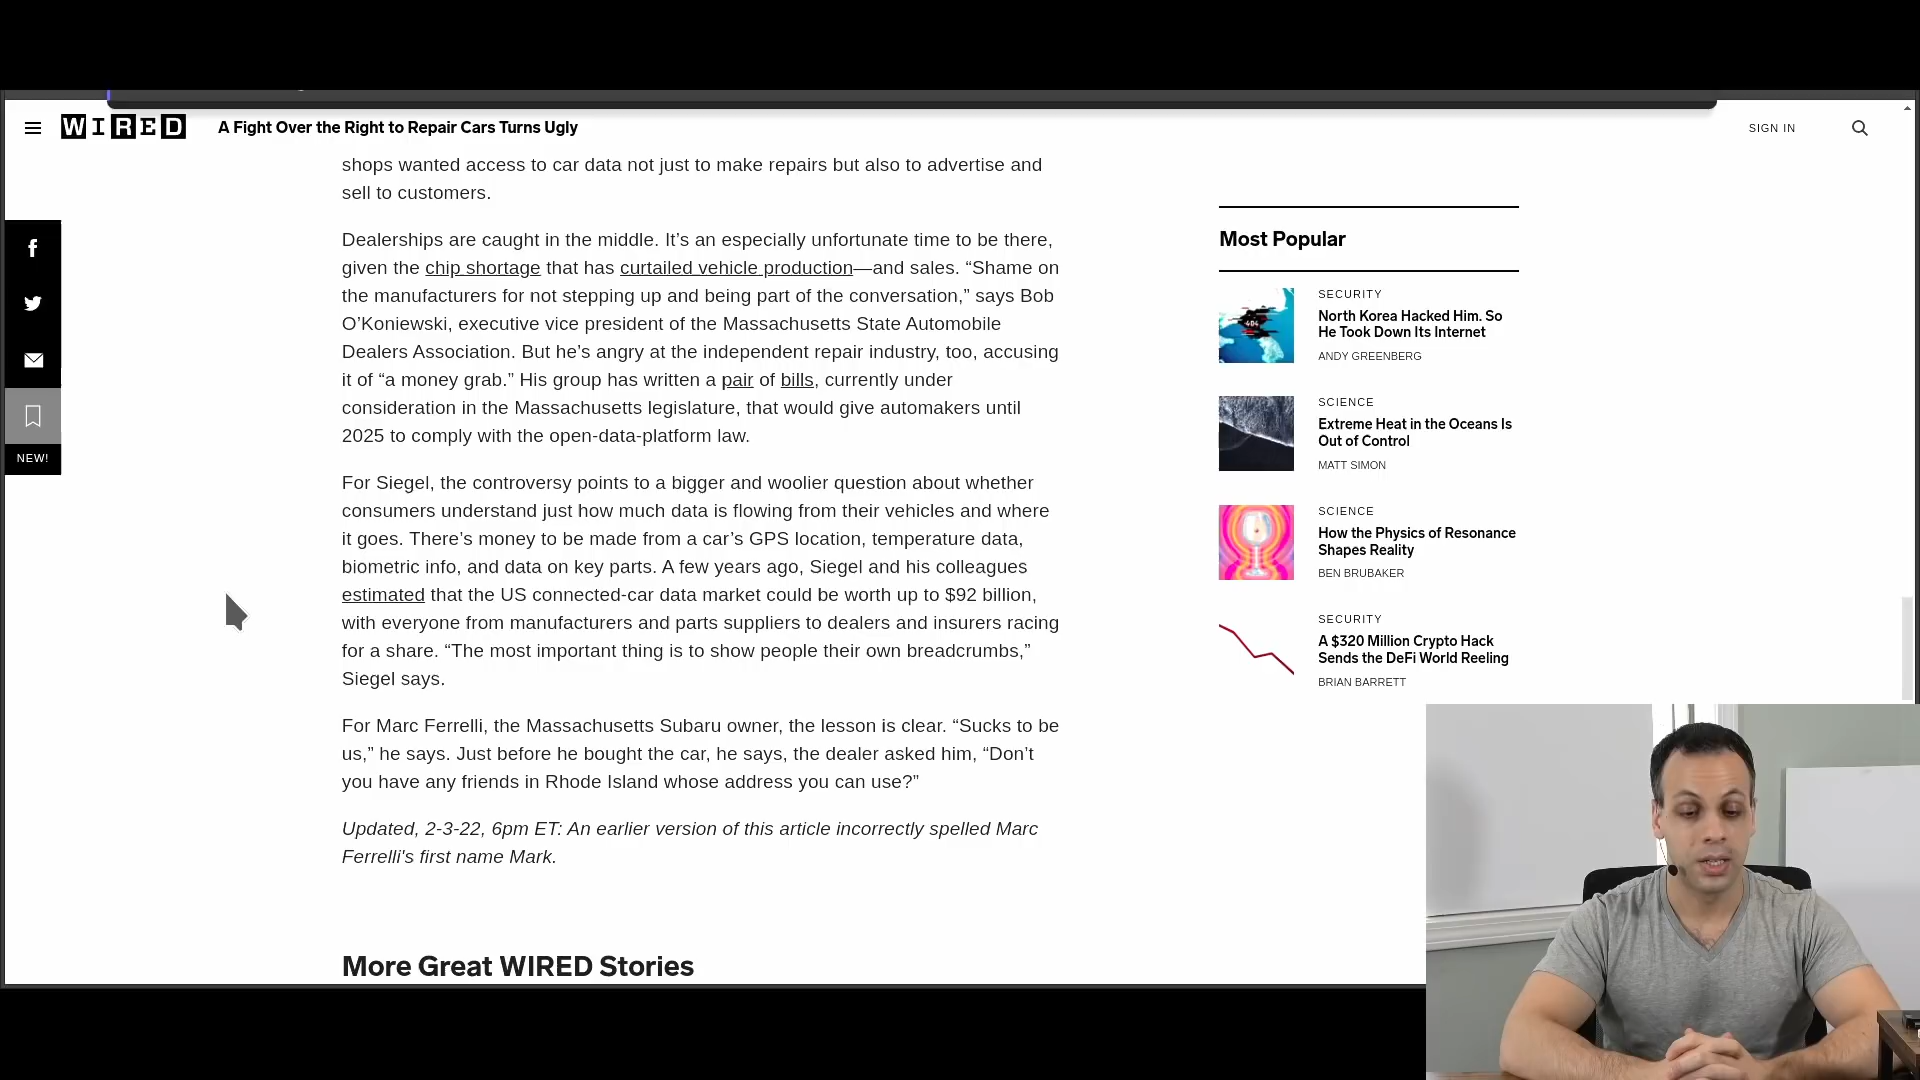 WIRED
A Fight Over the Right to Repair Cars Turns Ugly
SIGN IN
shops wanted access to car data not just to make repairs but also to advertise and
sell to customers.
Dealerships are caught in the middle. It’s an especially unfortunate time to be there,
given the chip shortage that has curtailed vehicle production—and sales. “Shame on
the manufacturers for not stepping up and being part of the conversation,” says Bob
O’Koniewski, executive vice president of the Massachusetts State Automobile
Dealers Association. But he’s angry at the independent repair industry, too, accusing
it of “a money grab.” His group has written a pair of bills, currently under
consideration in the Massachusetts legislature, that would give automakers until
2025 to comply with the open-data-platform law.
For Siegel, the controversy points to a bigger and woolier question about whether
consumers understand just how much data is flowing from their vehicles and where
it goes. There’s money to be made from a car’s GPS location, temperature data,
biometric info, and data on key parts. A few years ago, Siegel and his colleagues
estimated that the US connected-car data market could be worth up to $92 billion,
with everyone from manufacturers and parts suppliers to dealers and insurers racing
for a share. “The most important thing is to show people their own breadcrumbs,”
Siegel says.
For Marc Ferrelli, the Massachusetts Subaru owner, the lesson is clear. “Sucks to be
us,” he says. Just before he bought the car, he says, the dealer asked him, “Don’t
you have any friends in Rhode Island whose address you can use?”
Updated, 2-3-22, 6pm ET: An earlier version of this article incorrectly spelled Marc
Ferrelli's first name Mark.
More Great WIRED Stories
NEW!
Most Popular
404
SECURITY
North Korea Hacked Him. So
He Took Down Its Internet
ANDY GREENBERG
SCIENCE
Extreme Heat in the Oceans Is
Out of Control
MATT SIMON
SCIENCE
How the Physics of Resonance
Shapes Reality
BEN BRUBAKER
SECURITY
A $320 Million Crypto Hack
Sends the DeFi World Reeling
BRIAN BARRETT